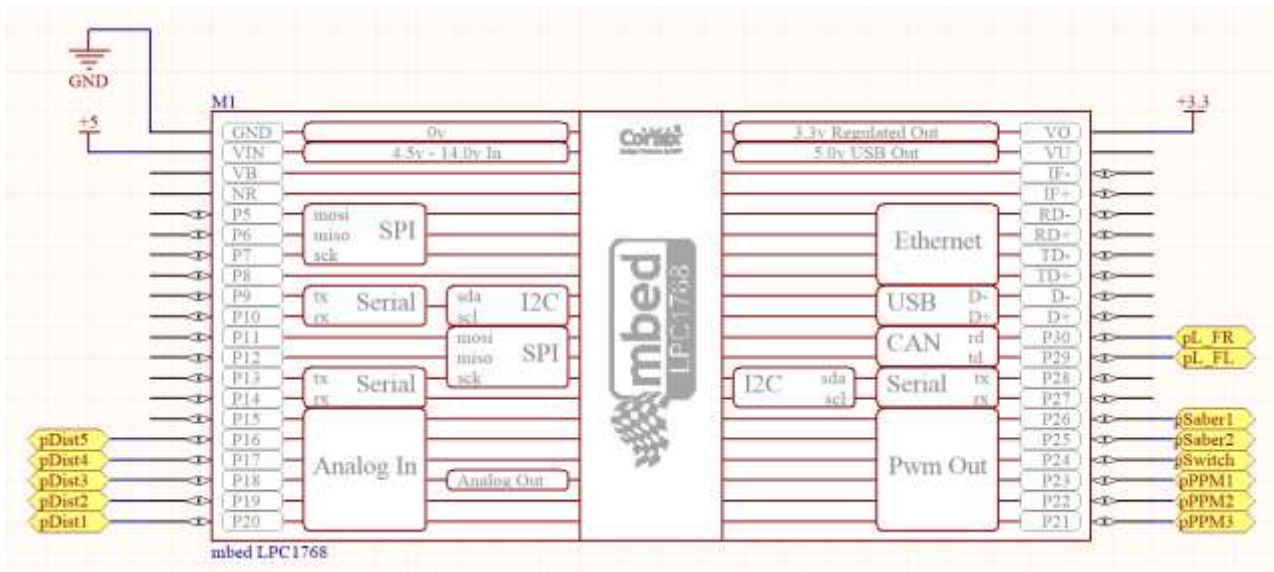 GND
+5
M1
+3.3
GND 0v 3.3v Regulated Out VO
VIN 4.5v - 14.0v In 5.0v USB Out VU
VB IF-
NR IF+
P5 mosi RD-
P6 miso SPI RD+
P7 sck Ethernet TD-
P8 TD+
P9 tx Serial sda I2C USB D- D-
P10 rx scl D+ D+
P11 mosi CAN rd P30 pL_FR
P12 miso SPI td P29 pL_FL
P13 tx Serial sck I2C sda Serial tx P28
P14 rx scl rx P27
P15 P26 pSaber1
pDist5 P16 P25 pSaber2
pDist4 P17 Analog In Pwm Out P24 pSwitch
pDist3 P18 Analog Out P23 pPPM1
pDist2 P19 P22 pPPM2
pDist1 P20 P21 pPPM3
Cortex
mbed
LPC1768
mbed LPC1768